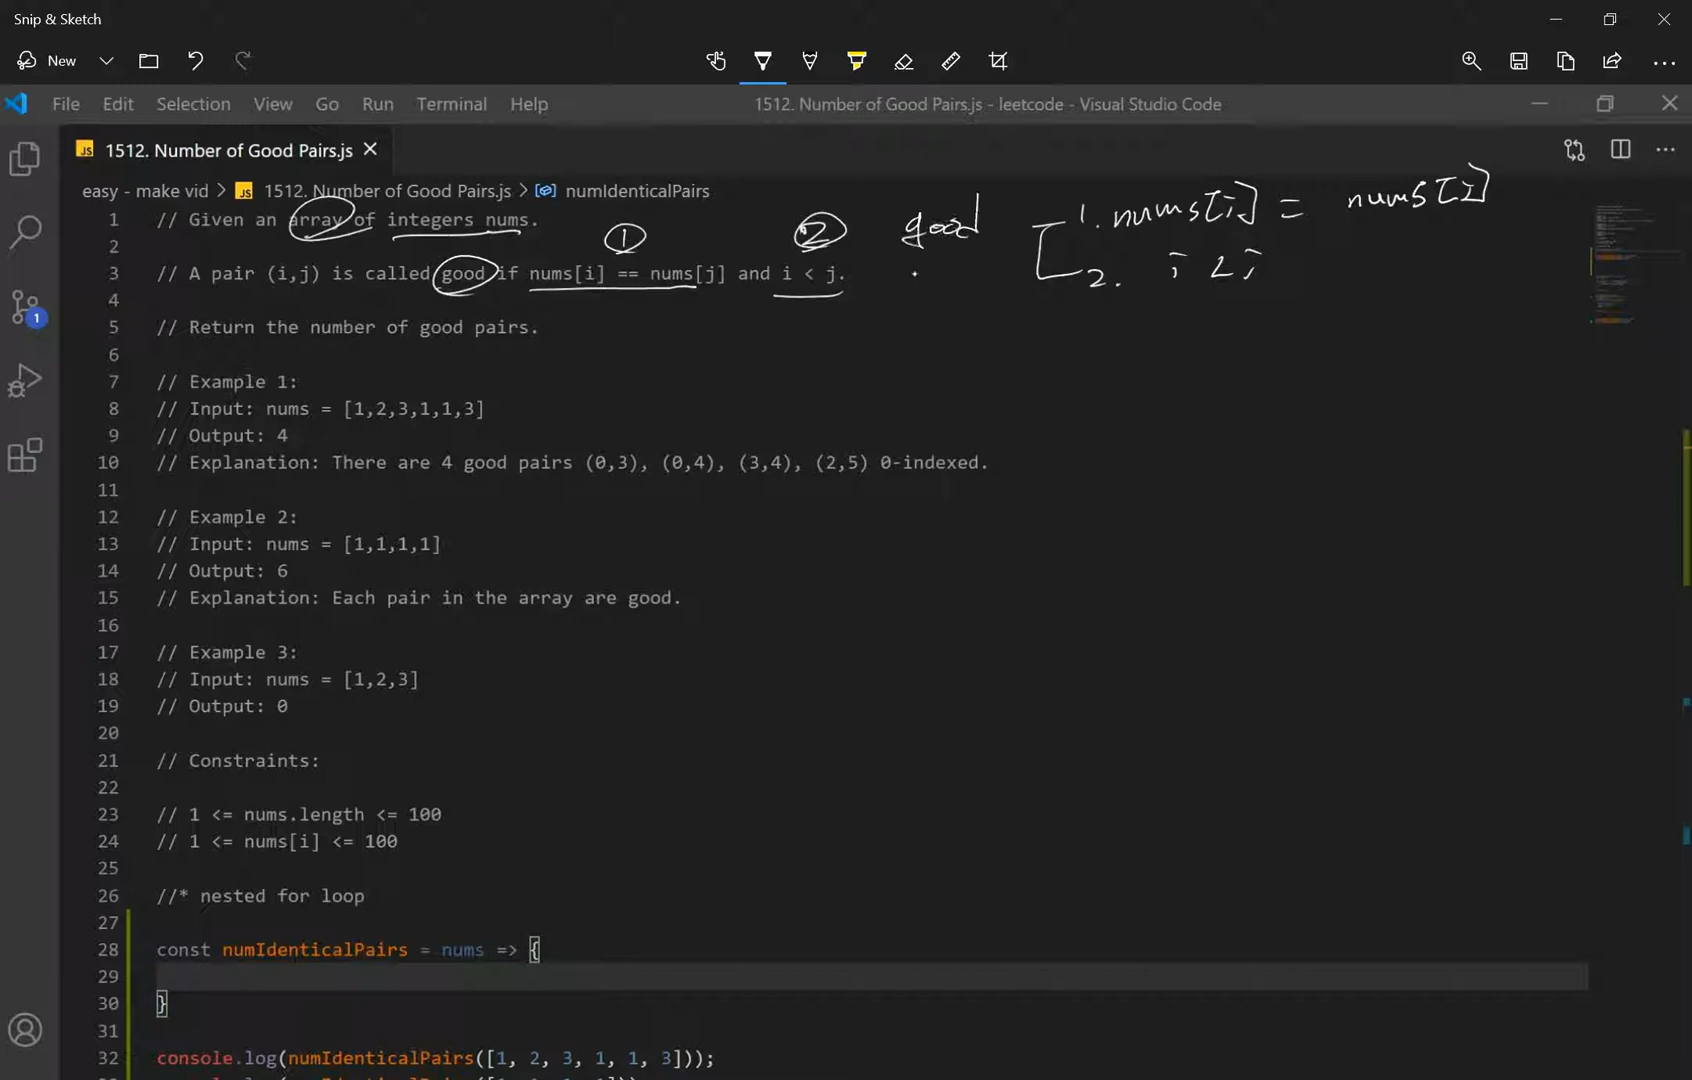 Snip & Sketch
New
File Edit Selection View Go Run Terminal Help 1512. Number of Good Pairs.js - leetcode - Visual Studio Code
JS 1512. Number of Good Pairs.js
easy - make vid > JS 1512. Number of Good Pairs.js > numIdenticalPairs
1 // Given an array of integers nums.
2
① ②
good 1. nums[i] = nums[i]
3 // A pair (i,j) is called good if nums[i] == nums[j] and i < j.
2. i < j
4
5 // Return the number of good pairs.
6
7 // Example 1:
8 // Input: nums = [1,2,3,1,1,3]
9 // Output: 4
10 // Explanation: There are 4 good pairs (0,3), (0,4), (3,4), (2,5) 0-indexed.
11
12 // Example 2:
13 // Input: nums = [1,1,1,1]
14 // Output: 6
15 // Explanation: Each pair in the array are good.
16
17 // Example 3:
18 // Input: nums = [1,2,3]
19 // Output: 0
20
21 // Constraints:
22
23 // 1 <= nums.length <= 100
24 // 1 <= nums[i] <= 100
25
26 //* nested for loop
27
28 const numIdenticalPairs = nums => {
29
30 }
31
32 console.log(numIdenticalPairs([1, 2, 3, 1, 1, 3]));
1